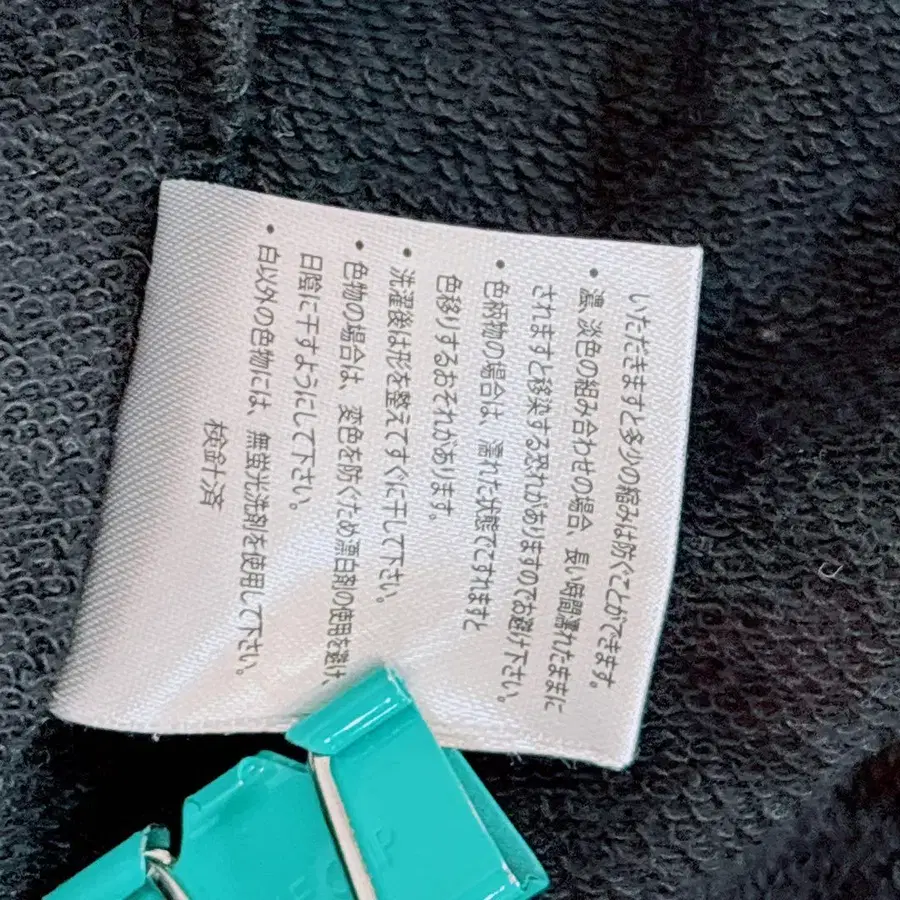 いただきますと多少の縮みは防ぐことができます。
• 濃 淡色の組み合わせの場合、長い時間濡れたままに
されますと移染する恐れがありますのでお避け下さい。
• 色柄物の場合は、濡れた状態でこすれますと
色移りするおそれがあります。
• 洗濯後は形を整えてすぐに干して下さい。
• 色物の場合は、変色を防ぐため漂白剤の使用を避け、
日陰に干すようにして下さい。
• 白以外の色物には、無蛍光洗剤を使用して下さい。
検針済